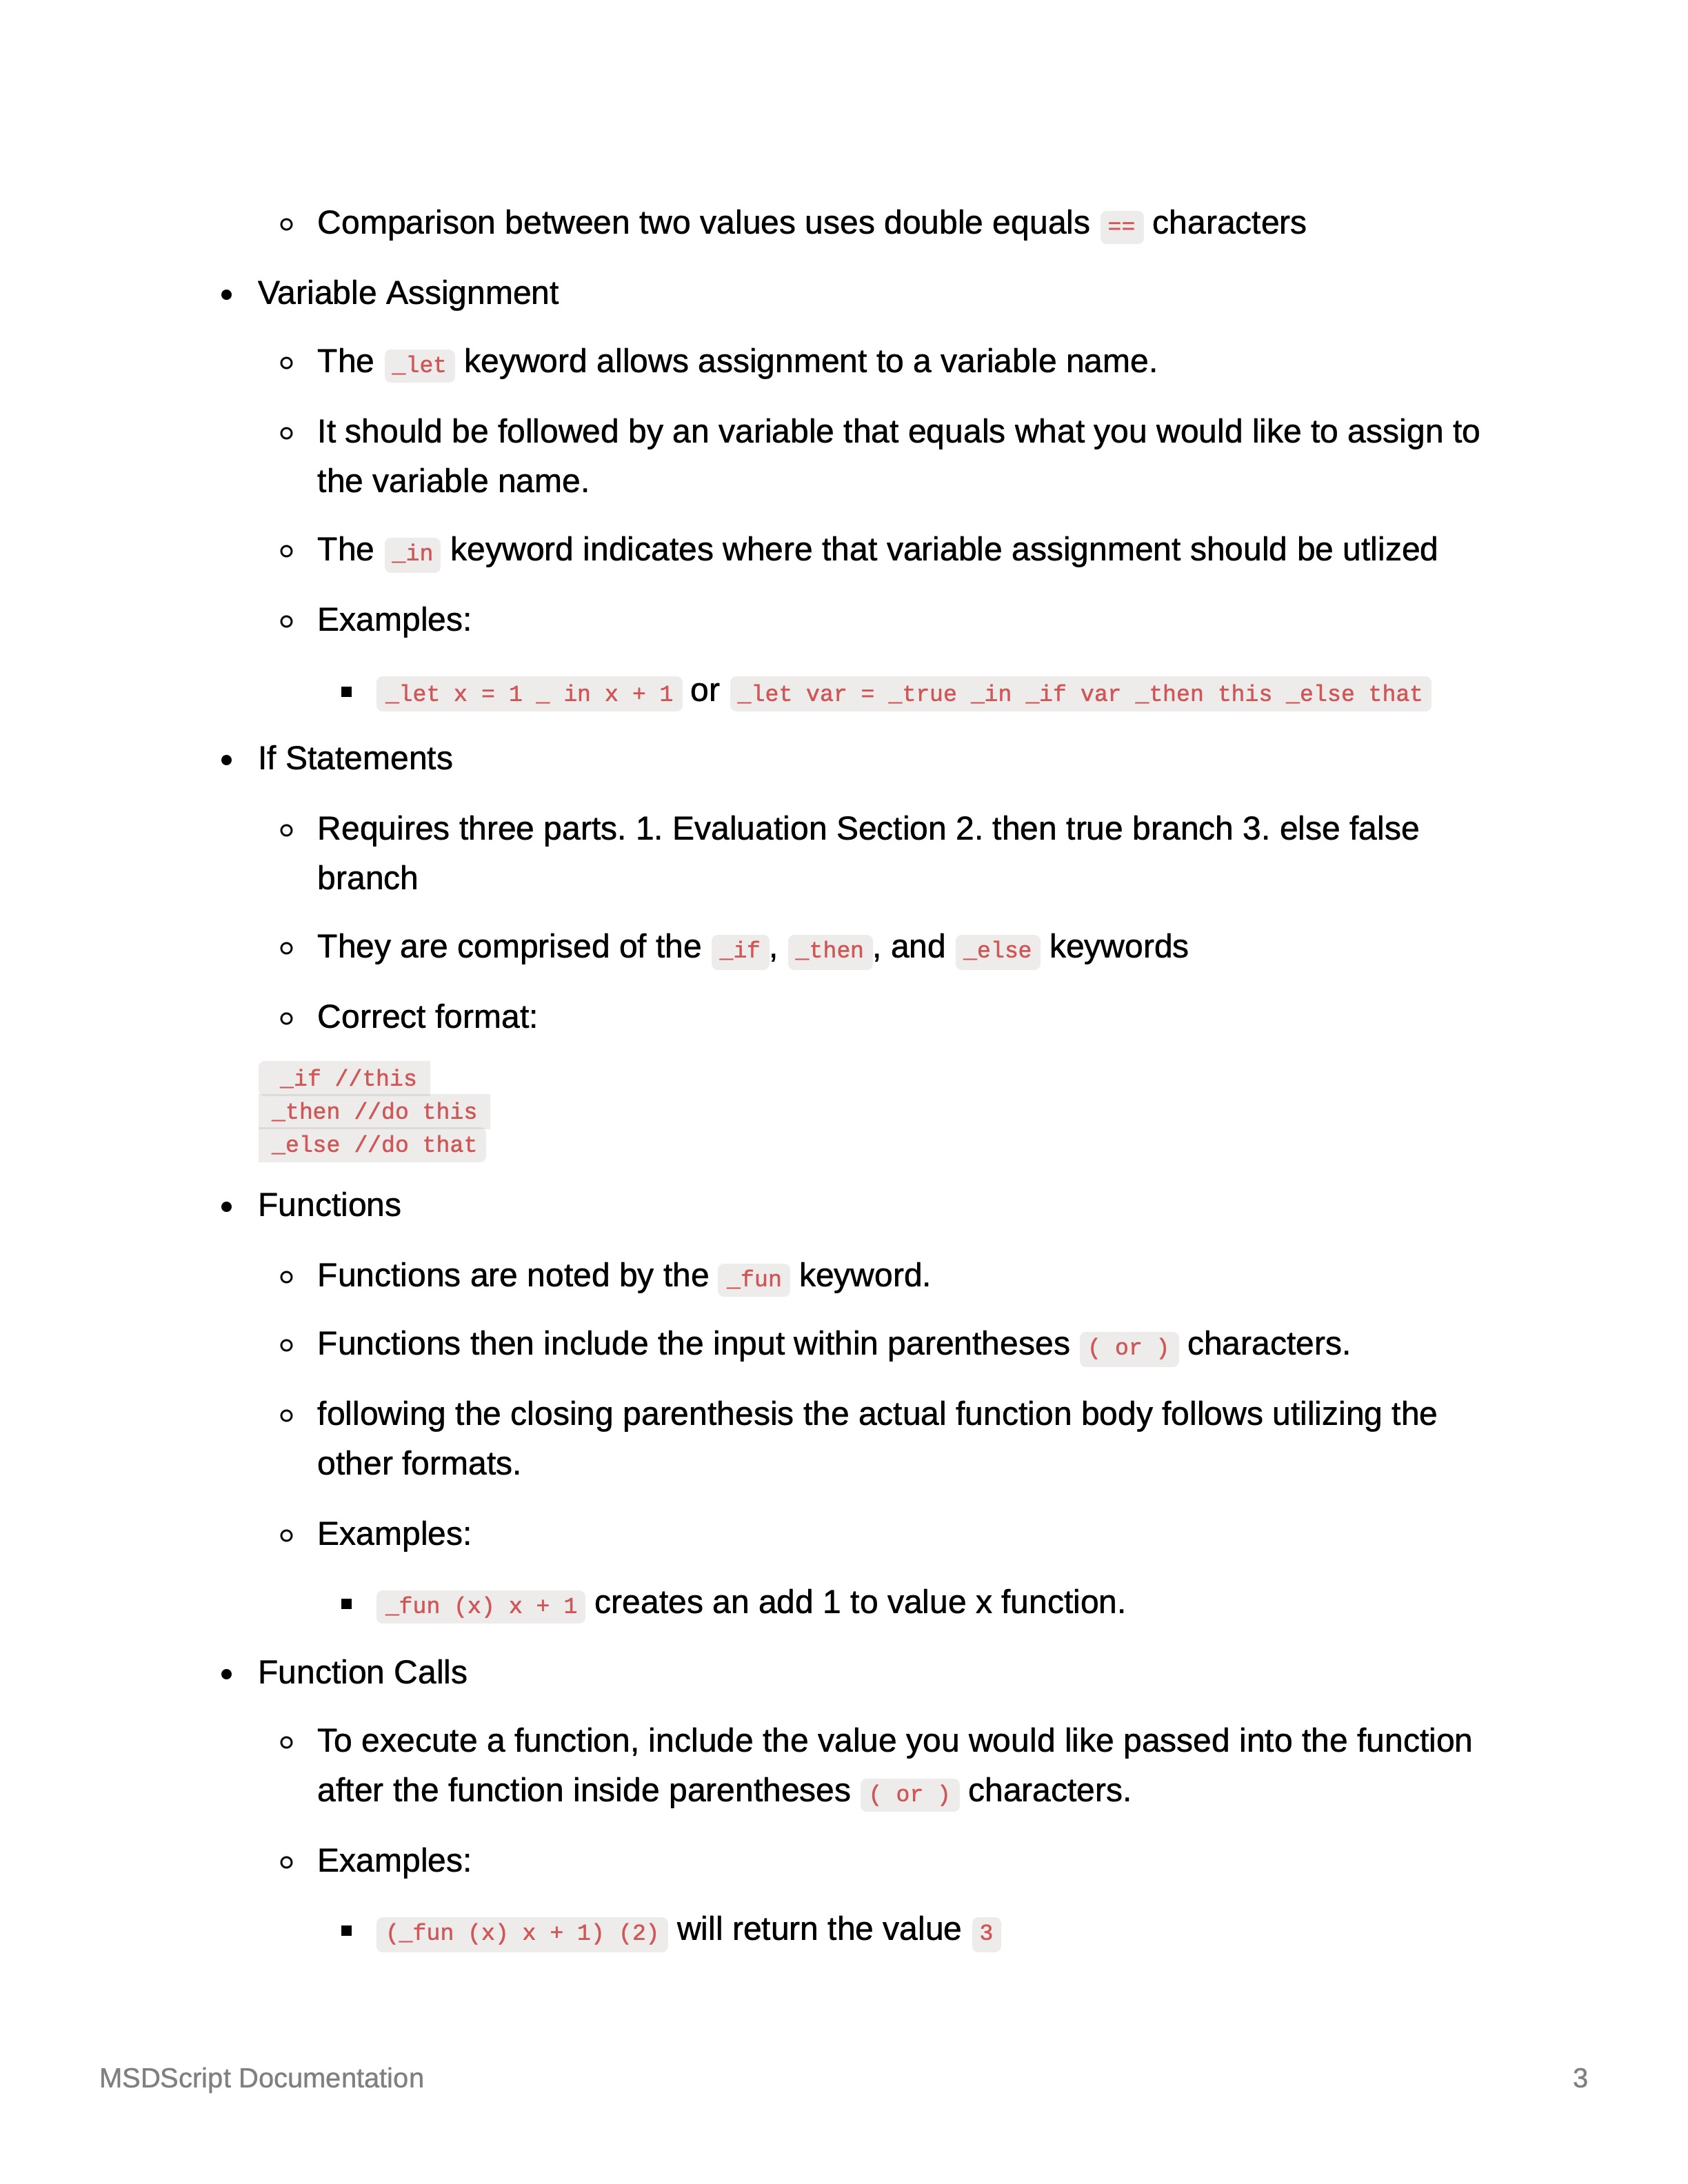 Comparison between two values uses double equals == characters
Variable Assignment
The _let keyword allows assignment to a variable name.
It should be followed by an variable that equals what you would like to assign to
the variable name.
The _in keyword indicates where that variable assignment should be utlized
Examples:
_let x = 1 _ in x + 1 or _let var = _true _in _if var _then this _else that
If Statements
Requires three parts. 1. Evaluation Section 2. then true branch 3. else false
branch
They are comprised of the _if, _then, and _else keywords
Correct format:
_if //this
_then //do this
_else //do that
Functions
Functions are noted by the _fun keyword.
Functions then include the input within parentheses ( or ) characters.
following the closing parenthesis the actual function body follows utilizing the
other formats.
Examples:
_fun (x) x + 1 creates an add 1 to value x function.
Function Calls
To execute a function, include the value you would like passed into the function
after the function inside parentheses ( or ) characters.
Examples:
(_fun (x) x + 1) (2) will return the value 3
MSDScript Documentation 3